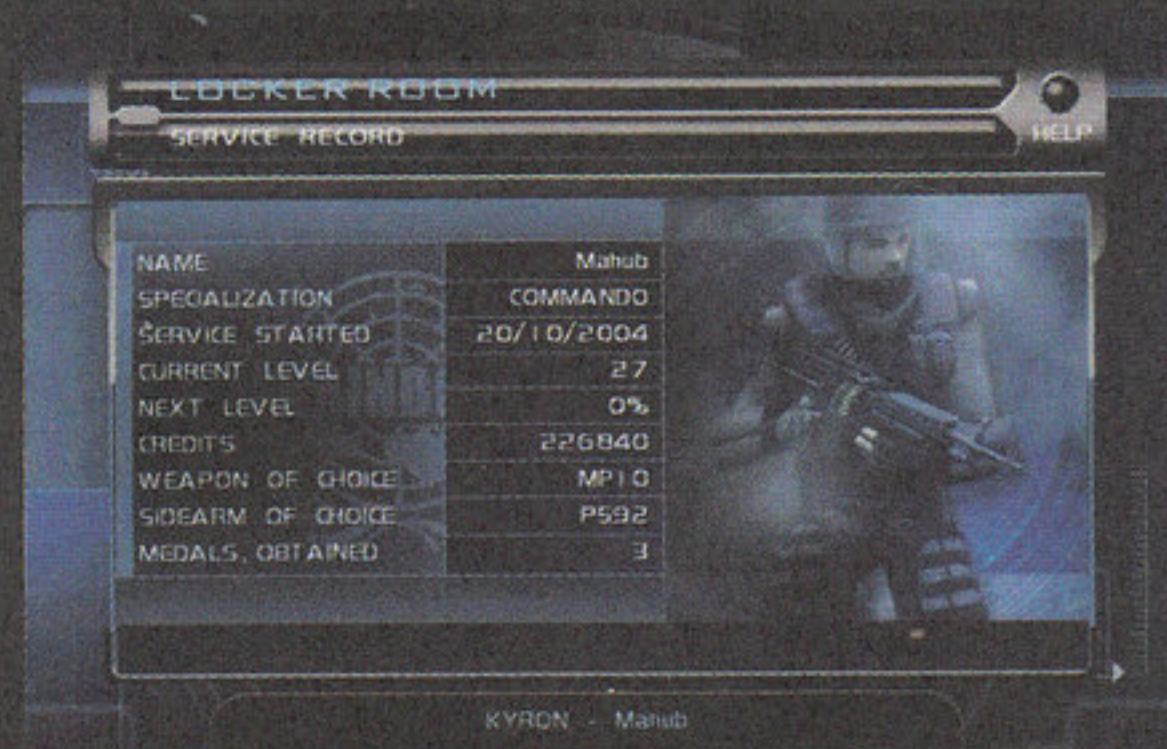 LOCKER ROOM
SERVICE RECORD
HELP
NAME Mahub
SPECIALIZATION COMMANDO
SERVICE STARTED 20/10/2004
CURRENT LEVEL 27
NEXT LEVEL 0%
CREDITS 226840
WEAPON OF CHOICE MP10
SIDEARM OF CHOICE P592
MEDALS, OBTAINED 3
KYRON - Mahub